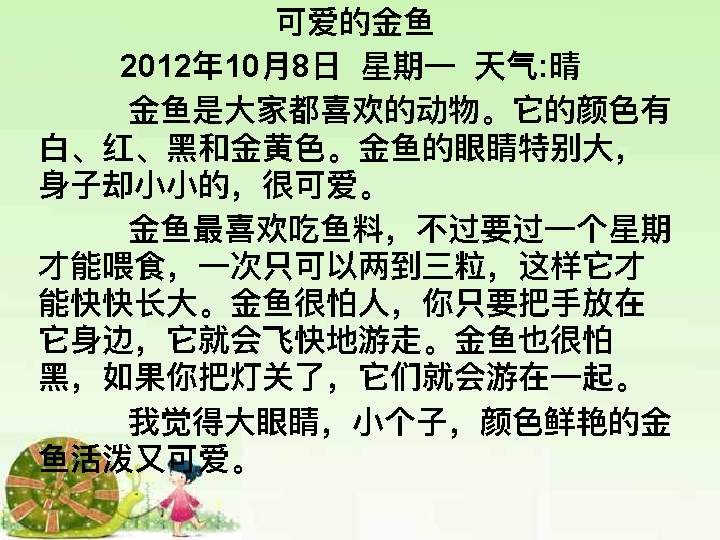 可爱的金鱼
2012年10月8日 星期一 天气:晴
金鱼是大家都喜欢的动物。它的颜色有
白、红、黑和金黄色。金鱼的眼睛特别大，
身子却小小的，很可爱。
金鱼最喜欢吃鱼料，不过要过一个星期
才能喂食，一次只可以两到三粒，这样它才
能快快长大。金鱼很怕人，你只要把手放在
它身边，它就会飞快地游走。金鱼也很怕
黑，如果你把灯关了，它们就会游在一起。
我觉得大眼睛，小个子，颜色鲜艳的金
鱼活泼又可爱。